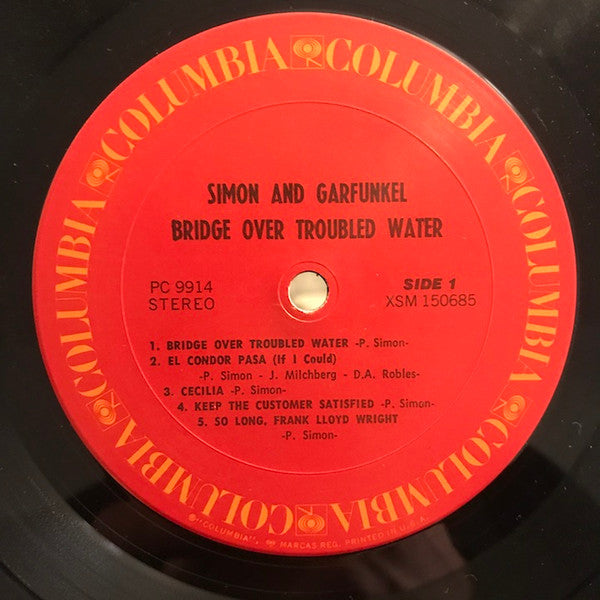 COLUMBIA COLUMBIA COLUMBIA COLUMBIA COLUMBIA COLUMBIA
SIMON AND GARFUNKEL
BRIDGE OVER TROUBLED WATER
PC 9914 SIDE 1
STEREO XSM 150685
1. BRIDGE OVER TROUBLED WATER -P. Simon-
2. EL CONDOR PASA (If I Could)
-P. Simon - J. Milchberg - D.A. Robles-
3. CECILIA -P. Simon-
4. KEEP THE CUSTOMER SATISFIED -P. Simon-
5. SO LONG, FRANK LLOYD WRIGHT
-P. Simon-
"COLUMBIA", MARCAS REG. PRINTED IN U.S.A.